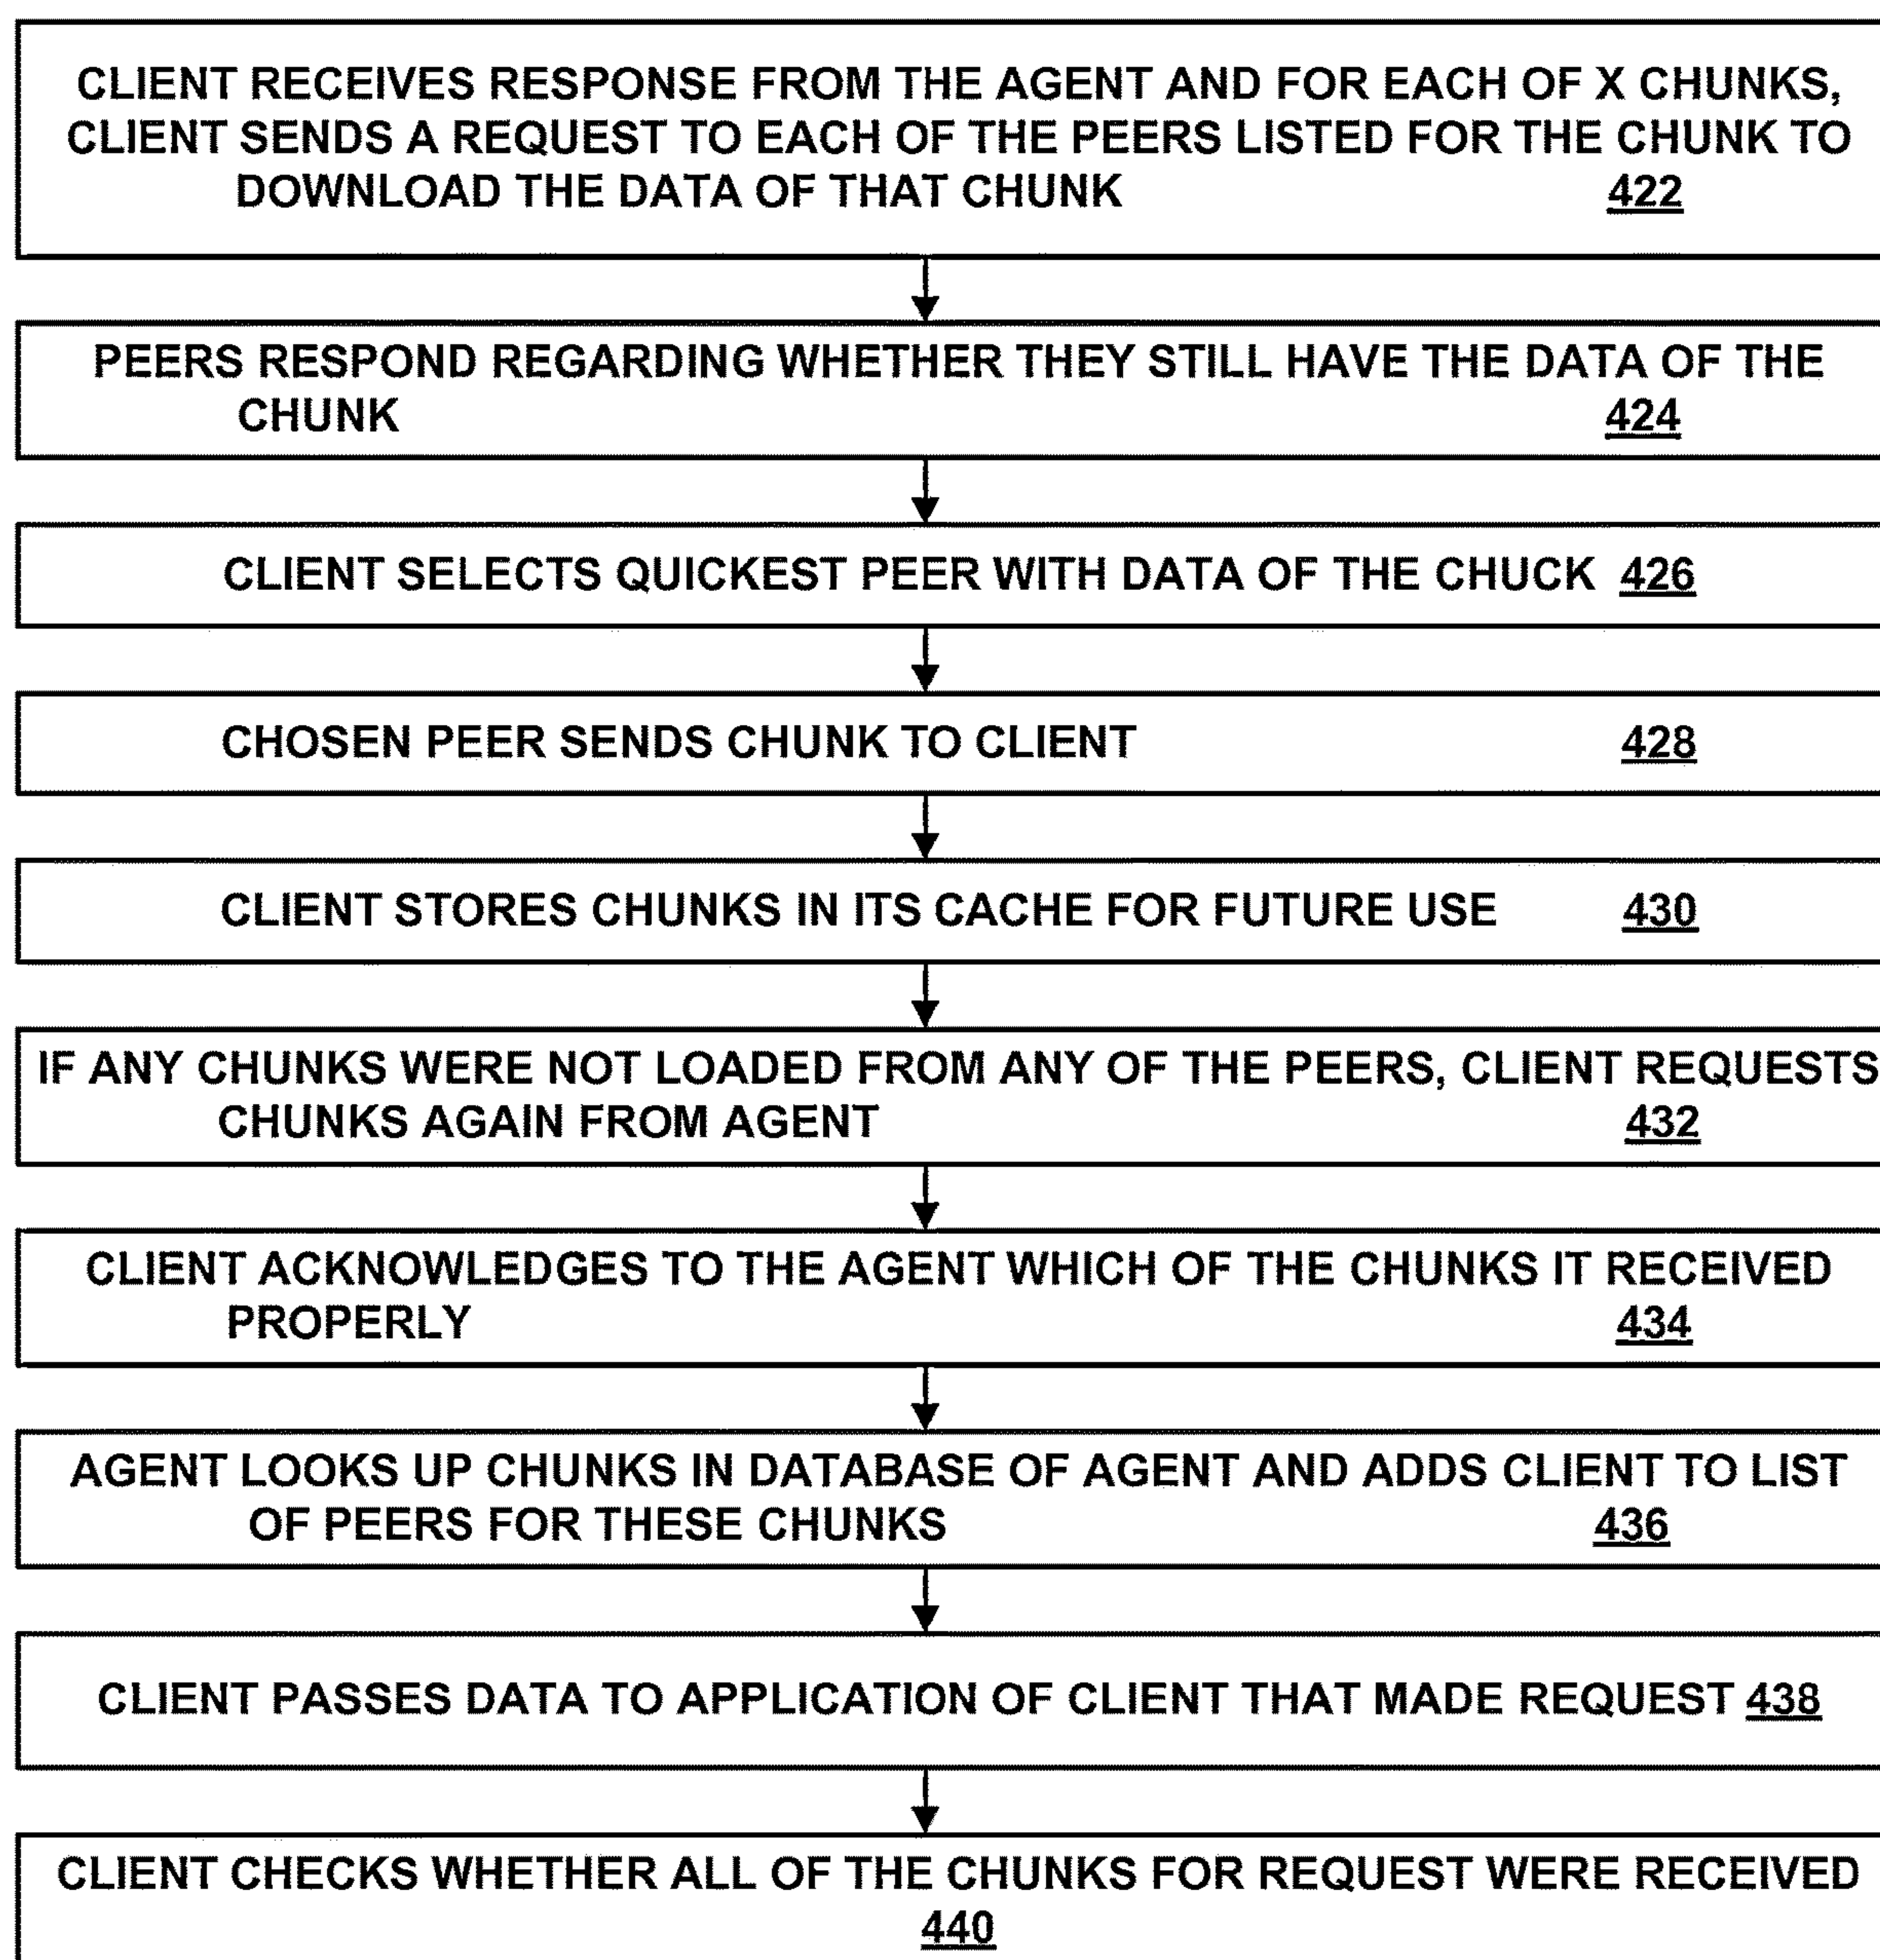 CLIENT RECEIVES RESPONSE FROM THE AGENT AND FOR EACH OF X CHUNKS,
CLIENT SENDS A REQUEST TO EACH OF THE PEERS LISTED FOR THE CHUNK TO
DOWNLOAD THE DATA OF THAT CHUNK 422
PEERS RESPOND REGARDING WHETHER THEY STILL HAVE THE DATA OF THE
CHUNK 424
CLIENT SELECTS QUICKEST PEER WITH DATA OF THE CHUCK 426
CHOSEN PEER SENDS CHUNK TO CLIENT 428
CLIENT STORES CHUNKS IN ITS CACHE FOR FUTURE USE 430
IF ANY CHUNKS WERE NOT LOADED FROM ANY OF THE PEERS, CLIENT REQUESTS
CHUNKS AGAIN FROM AGENT 432
CLIENT ACKNOWLEDGES TO THE AGENT WHICH OF THE CHUNKS IT RECEIVED
PROPERLY 434
AGENT LOOKS UP CHUNKS IN DATABASE OF AGENT AND ADDS CLIENT TO LIST
OF PEERS FOR THESE CHUNKS 436
CLIENT PASSES DATA TO APPLICATION OF CLIENT THAT MADE REQUEST 438
CLIENT CHECKS WHETHER ALL OF THE CHUNKS FOR REQUEST WERE RECEIVED
440